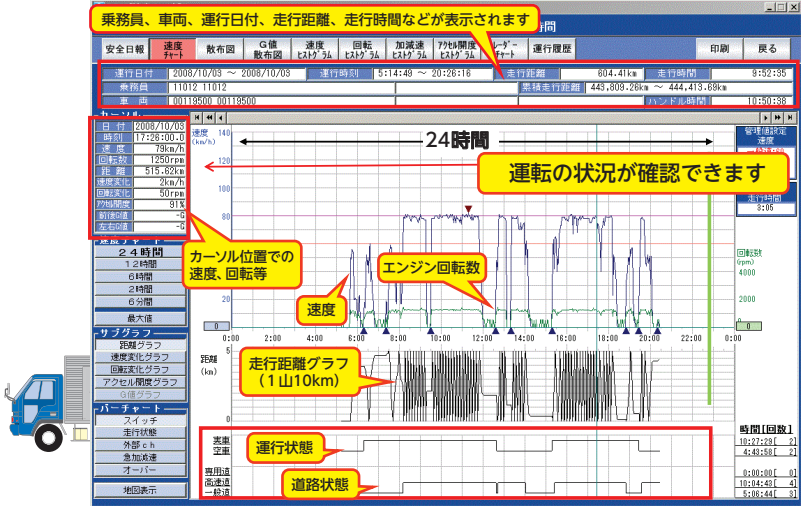 乗務員、車両、運行日付、走行距離、走行時間などが表示されます
時間
安全日報
速度
チャート
散布図
G値
散布図
速度
ヒストグラム
回転
ヒストグラム
加減速
ヒストグラム
アクセル開度
ヒストグラム
レーダー
チャート
運行履歴
印刷
戻る
運行日付 2008/10/03 ～ 2008/10/03 運行時刻 5:14:49 ～ 20:26:16 走行距離 604.41km 走行時間 9:52:35
乗務員 11012 11012 累積走行距離 443,809.26km ～ 444,413.69km
車両 00119500 00119500 ハンドル時間 10:50:38
カーソル
日付 2008/10/03
時刻 17:26:00.0
速度 79km/h
回転数 1250rpm
距離 515.62km
速度変化 2km/h
回転変化 50rpm
アクセル開度 91%
前後G値 -G
左右G値 -G
速度チャート
24時間
12時間
6時間
2時間
6分間
最大値
サブグラフ
距離グラフ
速度変化グラフ
回転変化グラフ
アクセル開度グラフ
G値グラフ
バーチャート
スイッチ
走行状態
外部ch
急加減速
オーバー
地図表示
速度
(km/h)
140
120
100
80
20
0
24時間
運転の状況が確認できます
カーソル位置での
速度、回転等
エンジン回転数
速度
管理値設定
速度
走行時間
3:05
回転数
(rpm)
4000
2000
0
0:00 2:00 4:00 6:00 8:00 10:00 12:00 14:00 16:00 18:00 20:00 22:00 0:00
距離
(km)
5
0
走行距離グラフ
(1山10km)
実車
空車
運行状態
専用道
高速道
一般道
道路状態
時間[回数]
10:27:29[ 2]
4:43:58[ 2]
0:00:00[ 0]
10:04:43[ 4]
5:06:44[ 3]